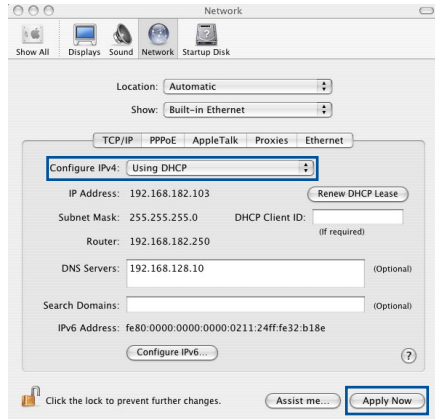 Network
Show All Displays Sound Network Startup Disk
Location: Automatic
Show: Built-in Ethernet
TCP/IP PPPoE AppleTalk Proxies Ethernet
Configure IPv4: Using DHCP
IP Address: 192.168.182.103 Renew DHCP Lease
Subnet Mask: 255.255.255.0 DHCP Client ID:
(If required)
Router: 192.168.182.250
DNS Servers: 192.168.128.10 (Optional)
Search Domains: (Optional)
IPv6 Address: fe80:0000:0000:0000:0211:24ff:fe32:b18e
Configure IPv6... ?
Click the lock to prevent further changes. Assist me... Apply Now